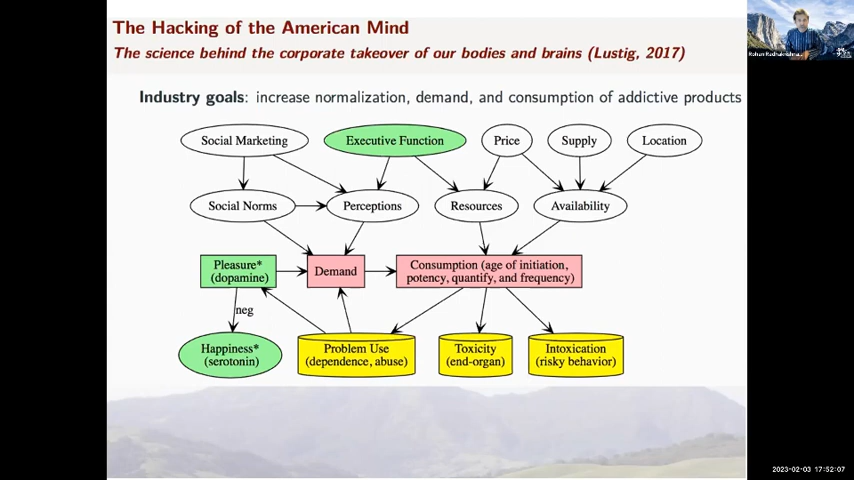 The Hacking of the American Mind
The science behind the corporate takeover of our bodies and brains (Lustig, 2017)
Industry goals: increase normalization, demand, and consumption of addictive products
Social Marketing
Executive Function
Price
Supply
Location
Social Norms
Perceptions
Resources
Availability
Pleasure*
(dopamine)
Demand
Consumption (age of initiation,
potency, quantify, and frequency)
neg
Happiness*
(serotonin)
Problem Use
(dependence, abuse)
Toxicity
(end-organ)
Intoxication
(risky behavior)
2023-02-03 17:52:07